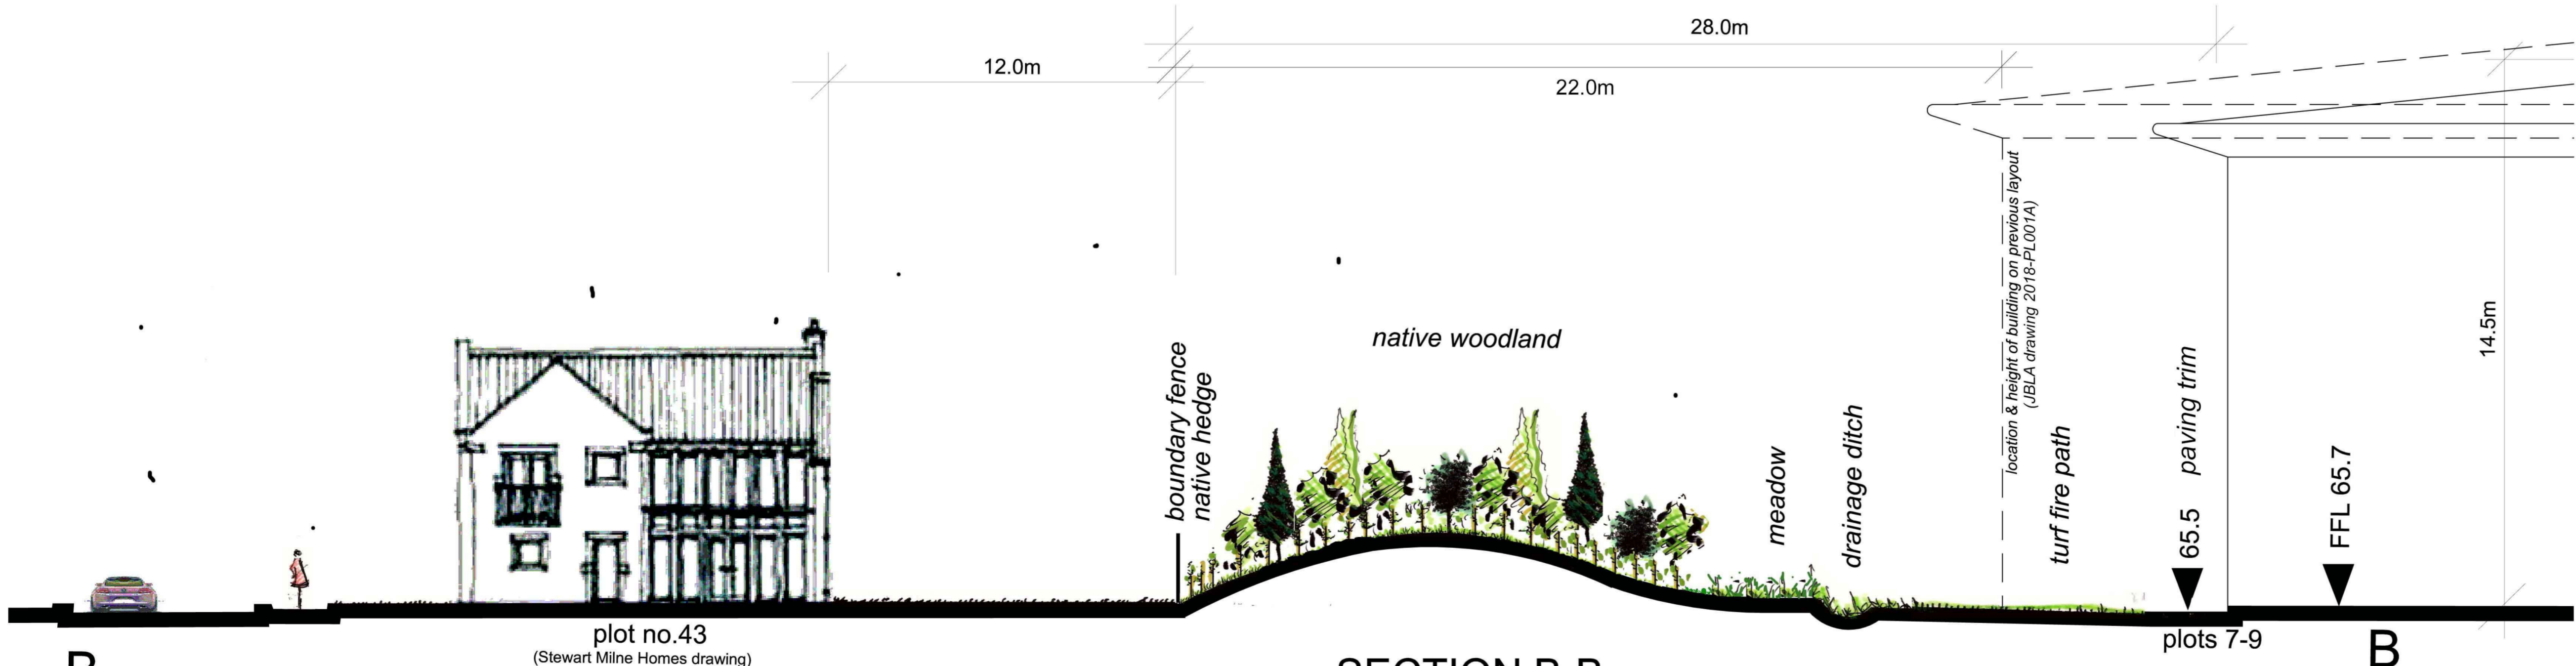 28.0m
12.0m
22.0m
location & height of building on previous layout
(JBLA drawing 2018-PL001A)
14.5m
native woodland
boundary fence
native hedge
meadow
drainage ditch
turf fire path
65.5 paving trim
FFL 65.7
plot no.43
(Stewart Milne Homes drawing)
plots 7-9
B
SECTION B-B
B